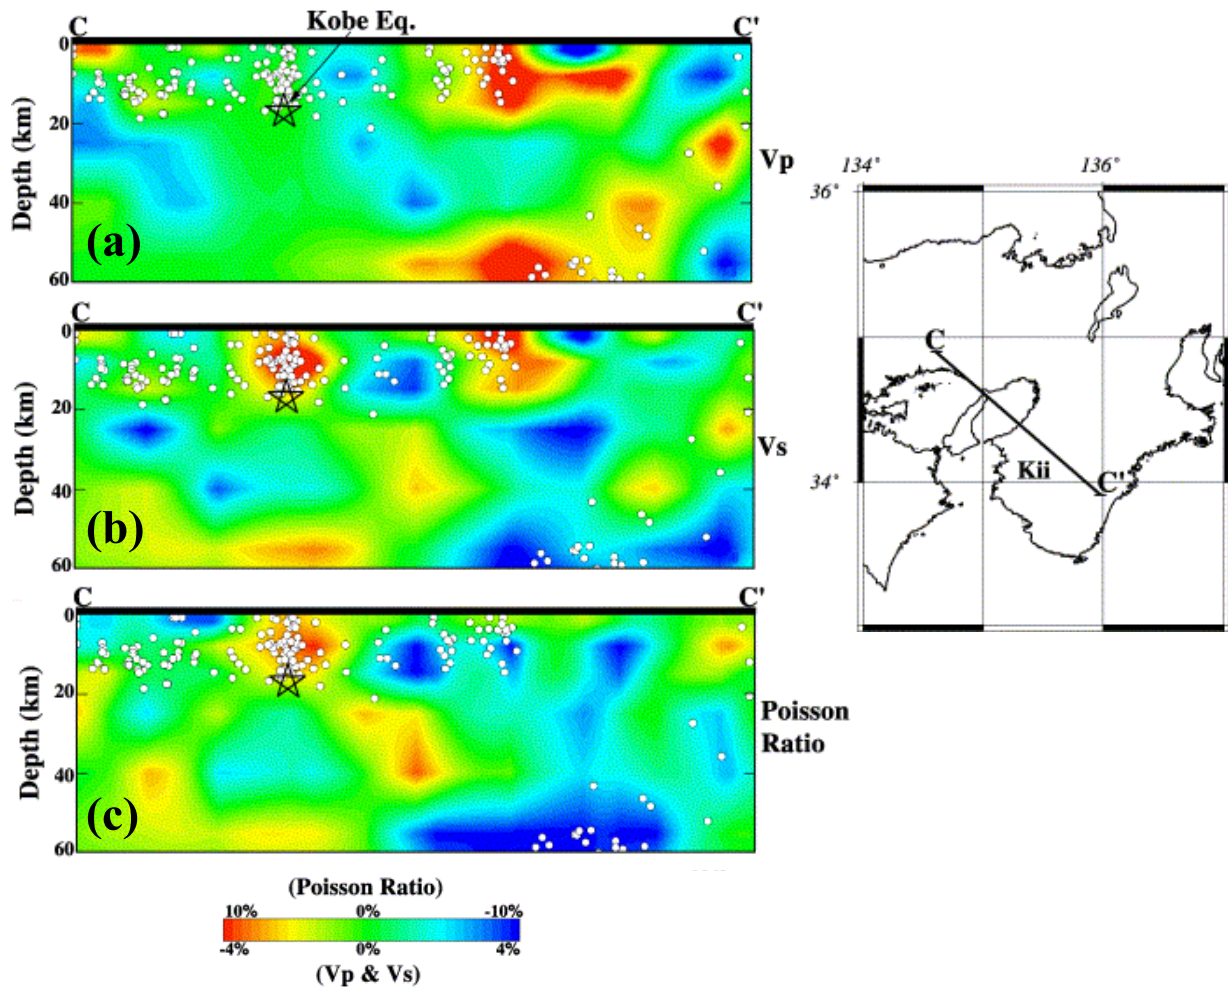 C
Kobe Eq.
C'
0
20
40
60
Depth (km)
(a)
Vp
C
C'
0
20
40
60
Depth (km)
(b)
Vs
C
C'
0
20
40
60
Depth (km)
(c)
Poisson
Ratio
(Poisson Ratio)
10% 0% -10%
-4% 0% 4%
(Vp & Vs)
134° 136°
36°
C
34°
Kii
C'